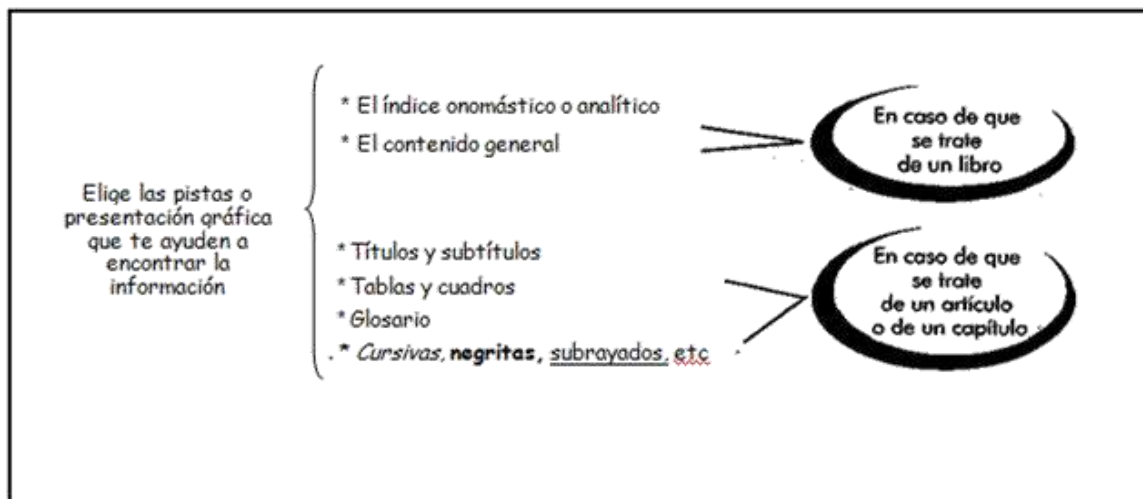 Elige las pistas o
presentación gráfica
que te ayuden a
encontrar la
información
* El índice onomástico o analítico
* El contenido general
En caso de que
se trate
de un libro
* Títulos y subtítulos
* Tablas y cuadros
* Glosario
. * Cursivas, negritas, subrayados, etc
En caso de que
se trate
de un artículo
o de un capítulo